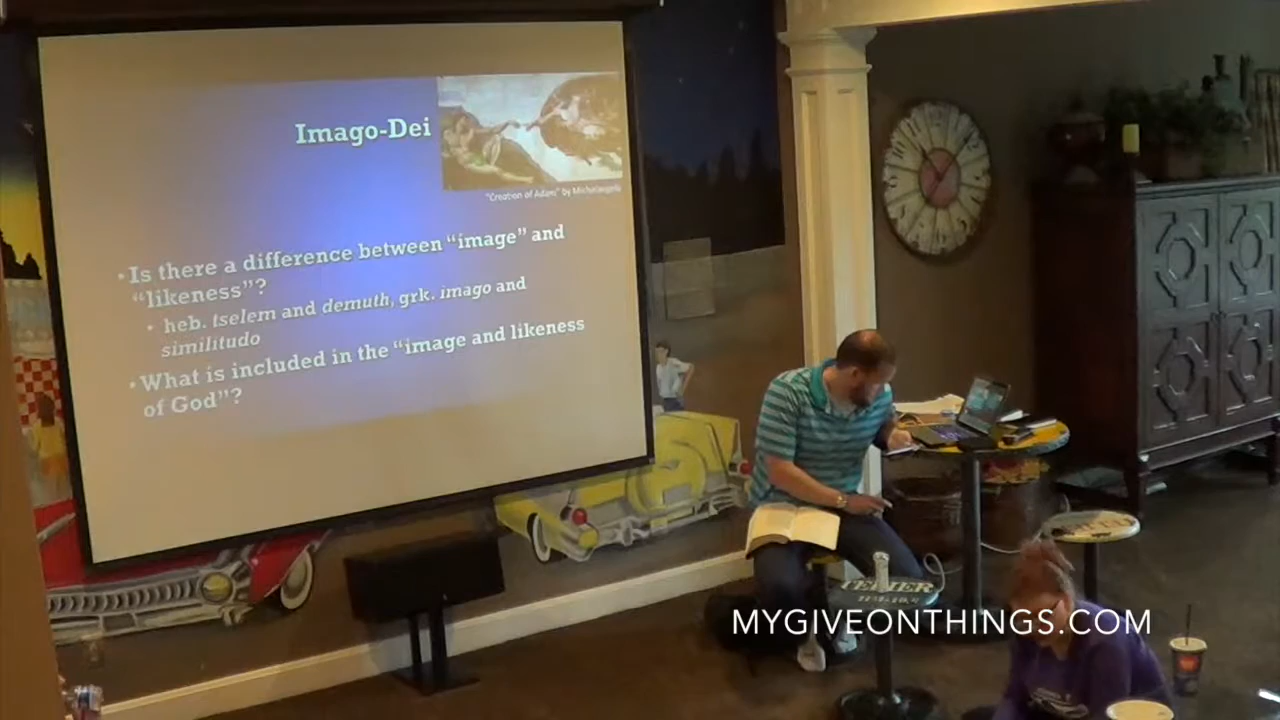 Imago-Dei
"Creation of Adam" by Michelangelo
• Is there a difference between "image" and
"likeness"?
• heb. tselem and demuth, grk. imago and
similitudo
• What is included in the "image and likeness
of God"?
MYGIVEONTHINGS.COM